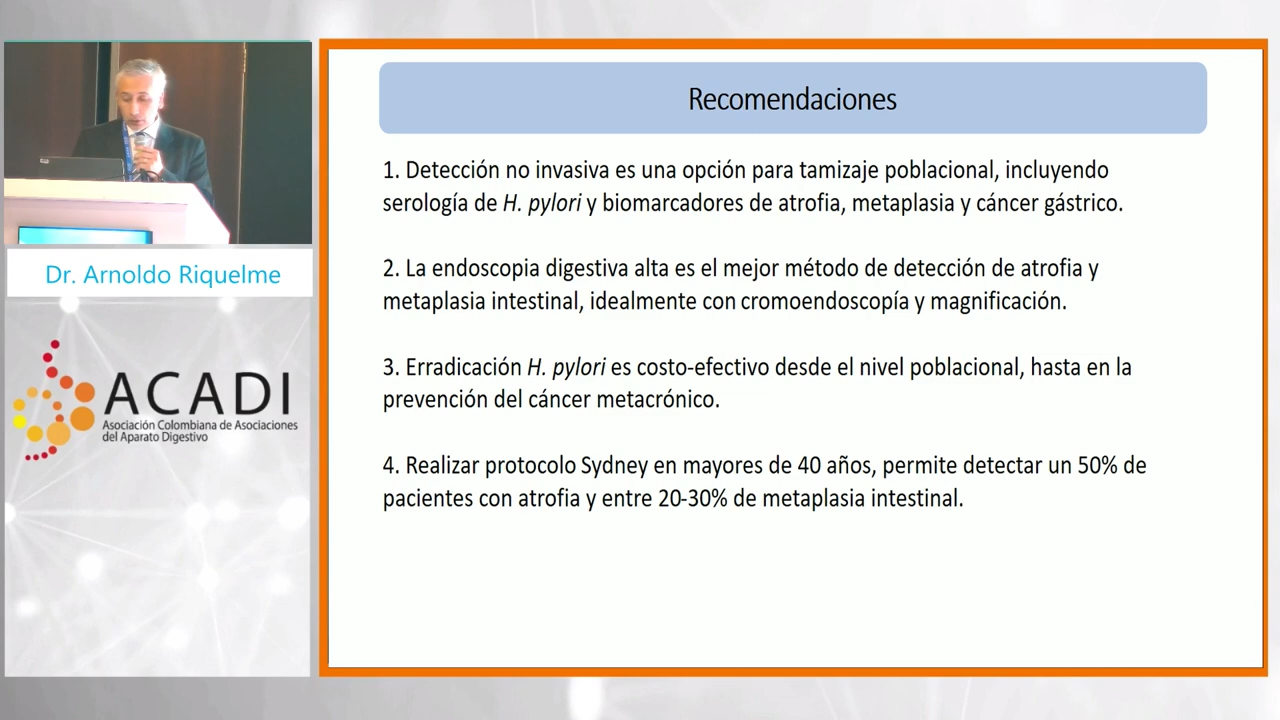 Recomendaciones
1. Detección no invasiva es una opción para tamizaje poblacional, incluyendo
serología de H. pylori y biomarcadores de atrofia, metaplasia y cáncer gástrico.
2. La endoscopia digestiva alta es el mejor método de detección de atrofia y
metaplasia intestinal, idealmente con cromoendoscopía y magnificación.
3. Erradicación H. pylori es costo-efectivo desde el nivel poblacional, hasta en la
prevención del cáncer metacrónico.
4. Realizar protocolo Sydney en mayores de 40 años, permite detectar un 50% de
pacientes con atrofia y entre 20-30% de metaplasia intestinal.
Dr. Arnoldo Riquelme
ACADI
Asociación Colombiana de Asociaciones
del Aparato Digestivo